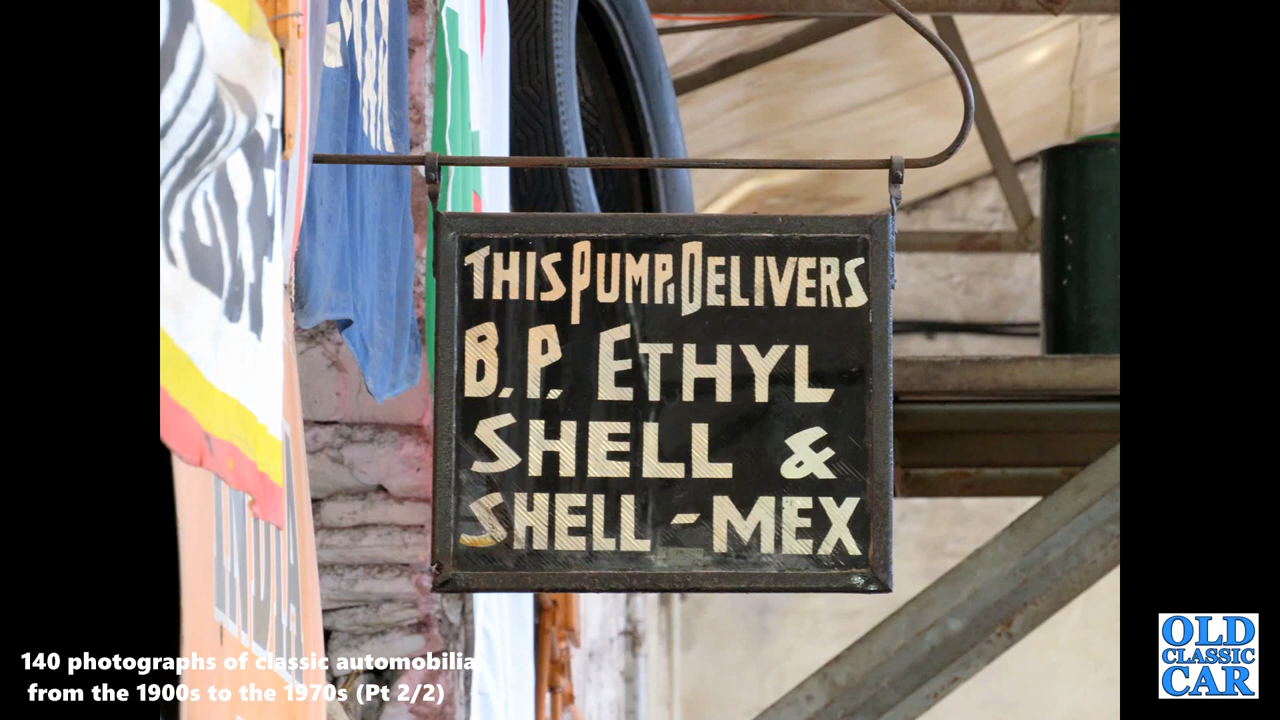 THIS PUMP. DELIVERS
B.P. ETHYL
SHELL &
SHELL-MEX
140 photographs of classic automobilia
from the 1900s to the 1970s (Pt 2/2)
OLD
CLASSIC
CAR